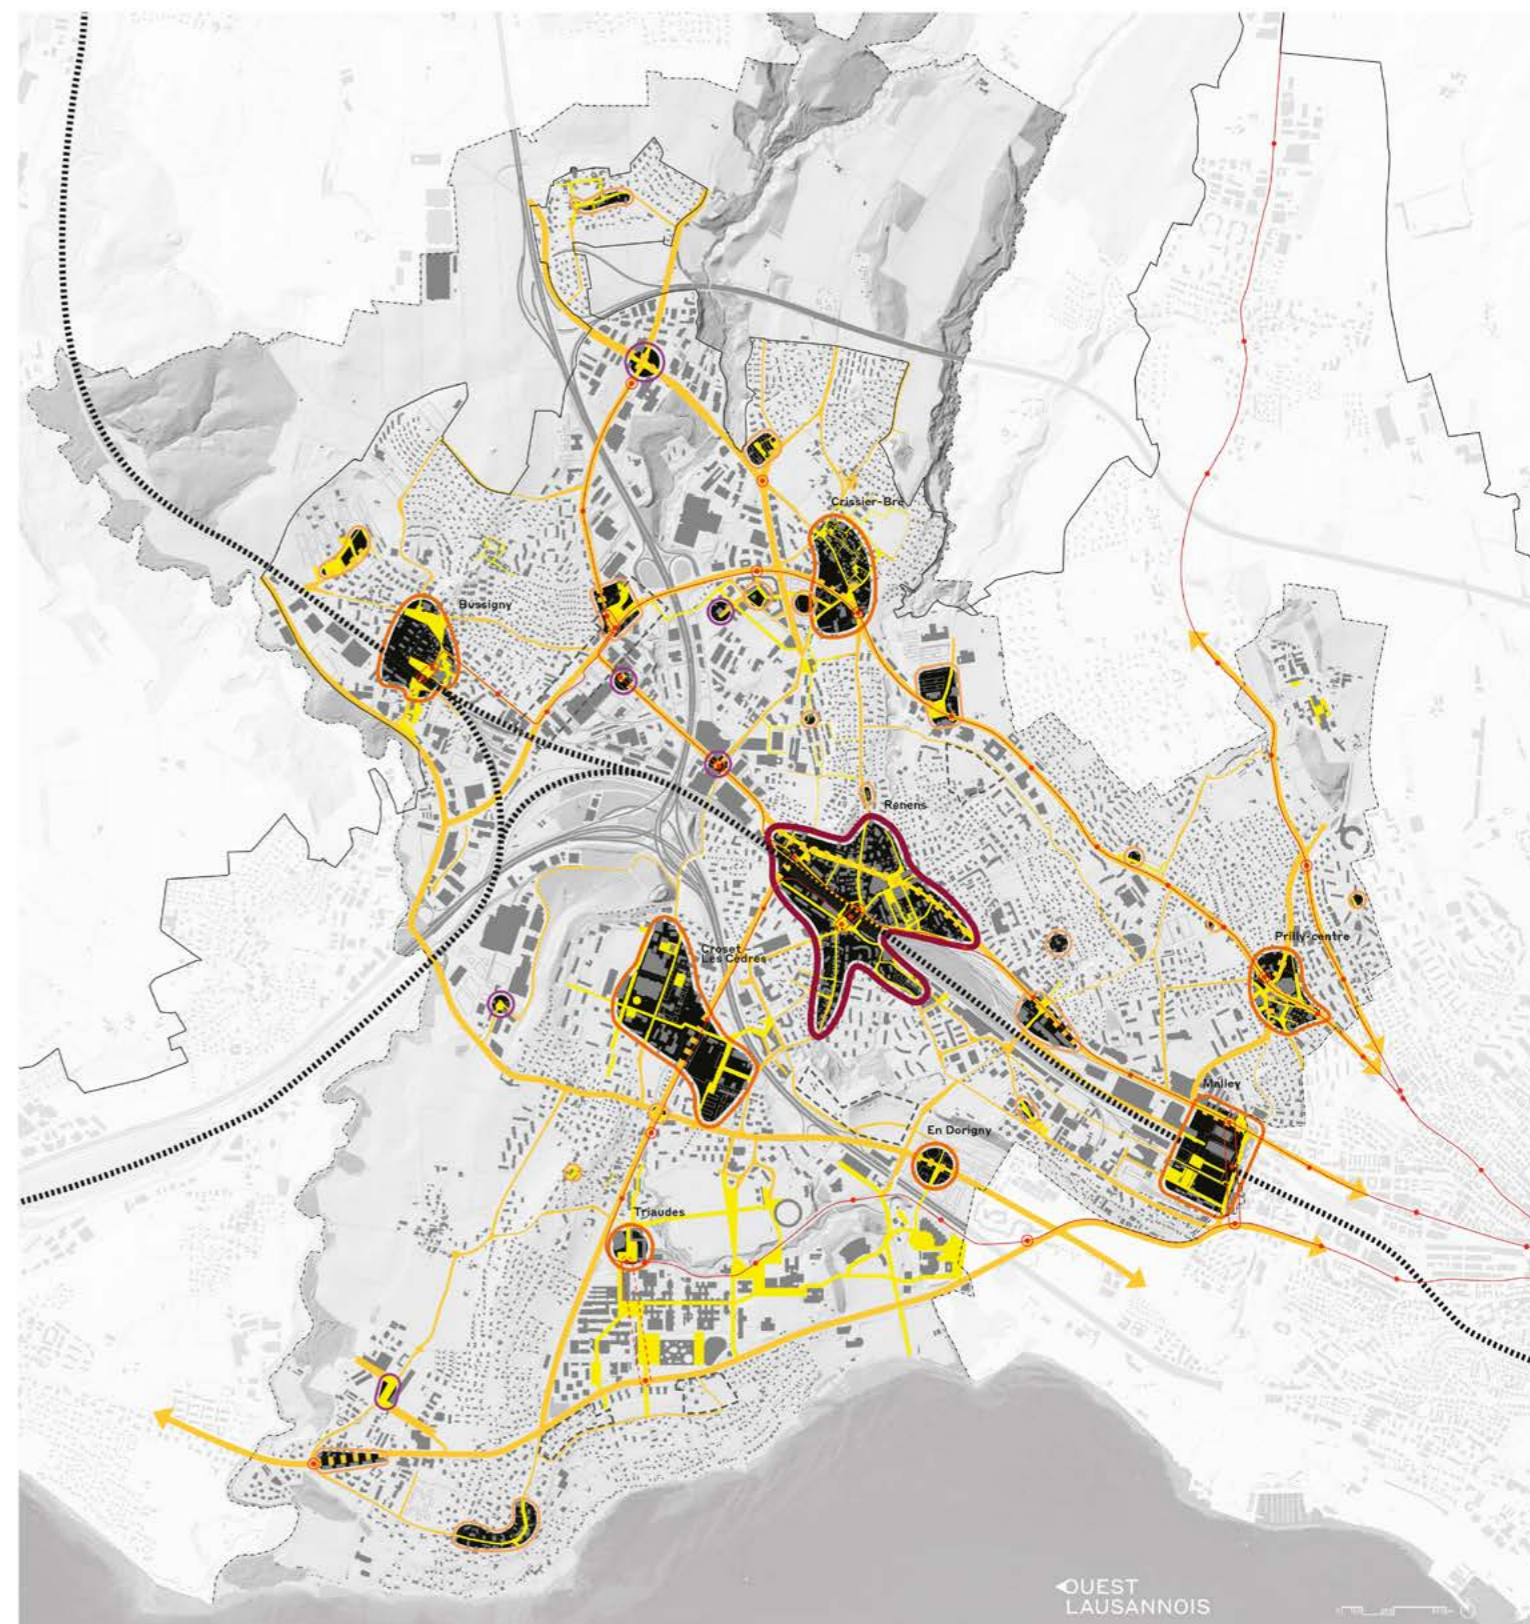 Crissier-Bré
Bussigny
Renens
Prilly-centre
Croset
Les Cèdres
Malley
En Dorigny
Triaudes
OUEST
LAUSANNOIS